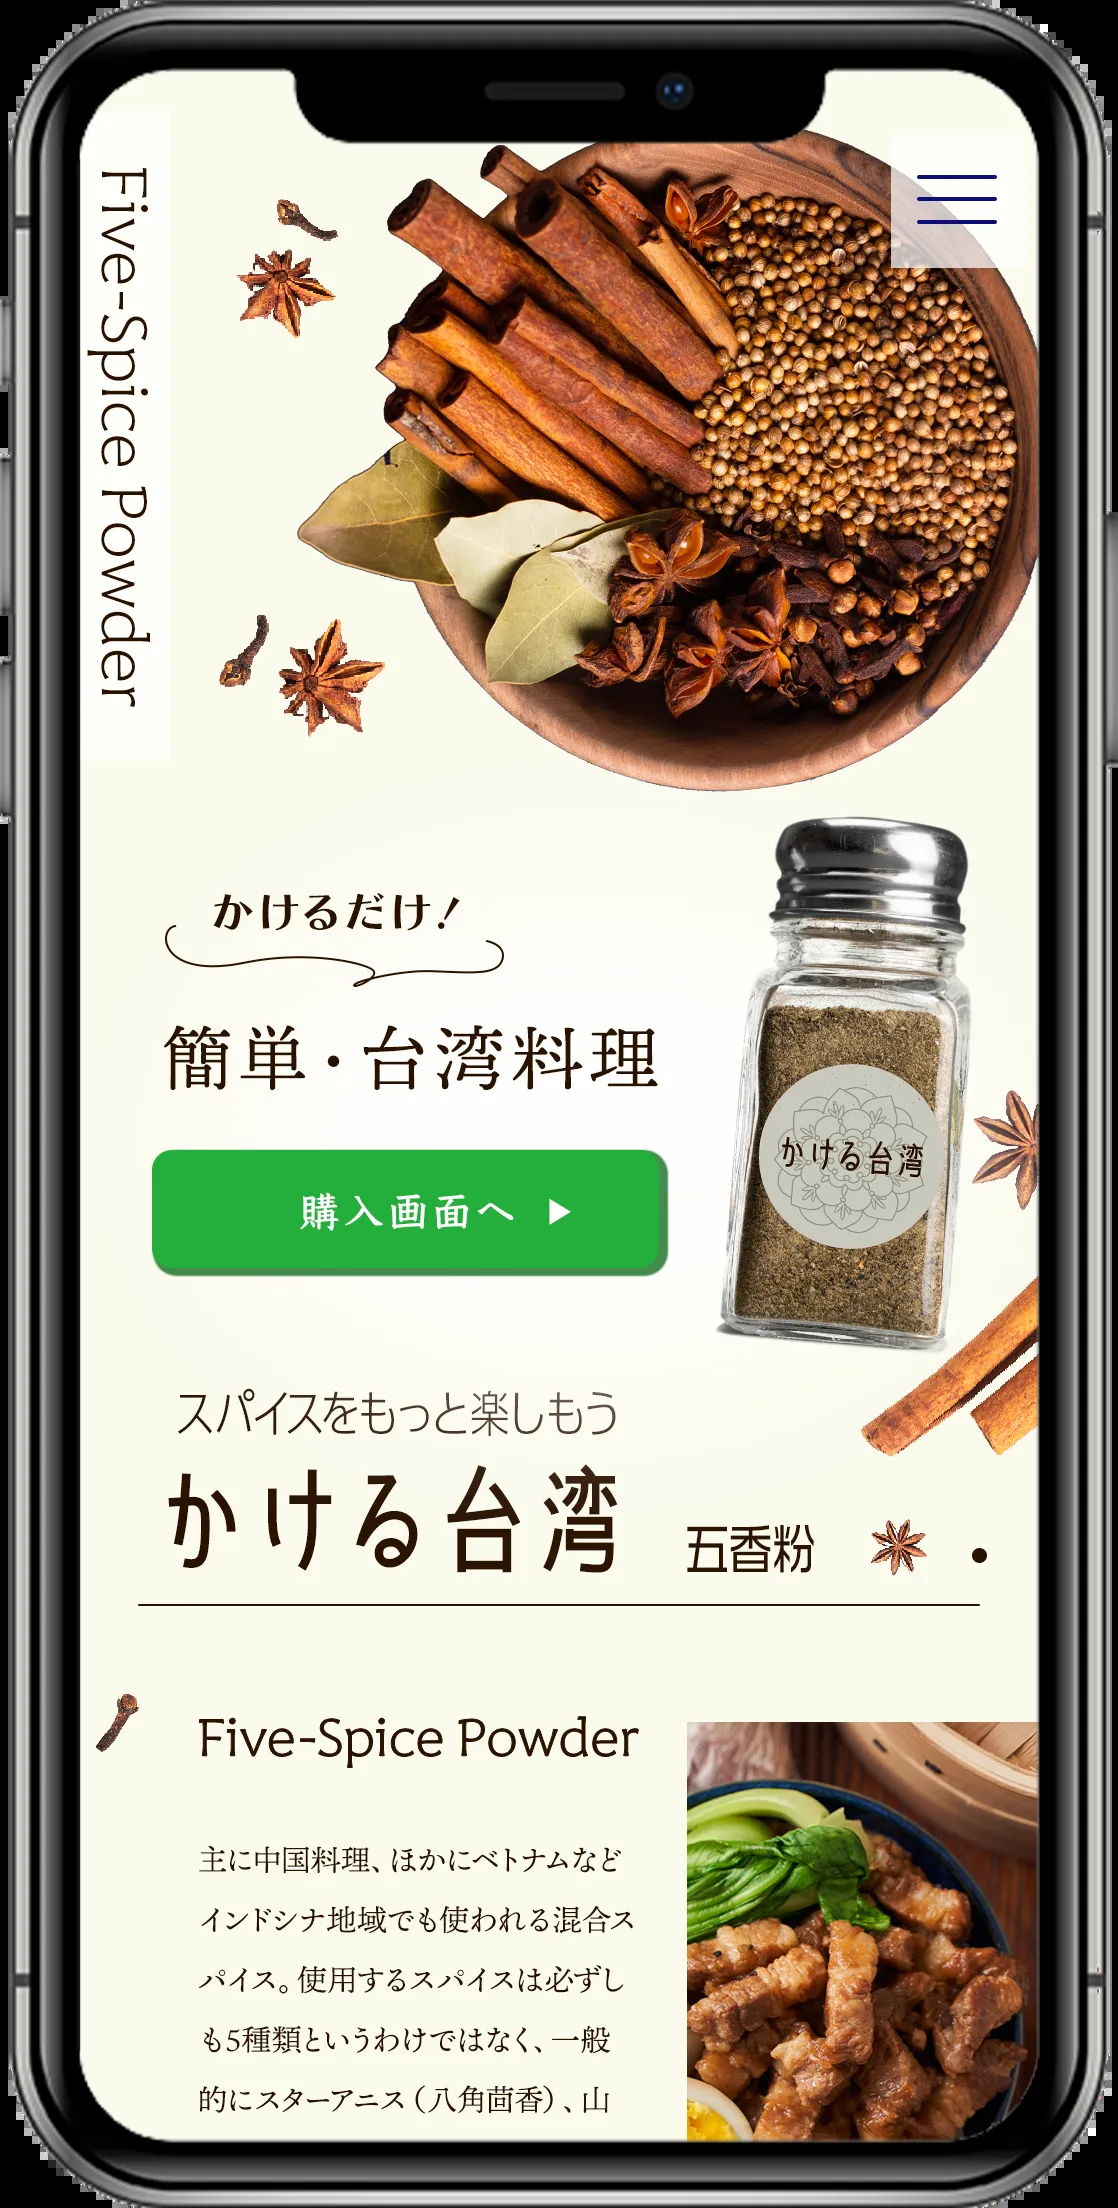 Five-Spice Powder
かけるだけ!
簡単・台湾料理
購入画面へ ▶
かける台湾
スパイスをもっと楽しもう
かける台湾 五香粉
Five-Spice Powder
主に中国料理、ほかにベトナムなど
インドシナ地域でも使われる混合ス
パイス。使用するスパイスは必ずし
も5種類というわけではなく、一般
的にスターアニス(八角茴香)、山